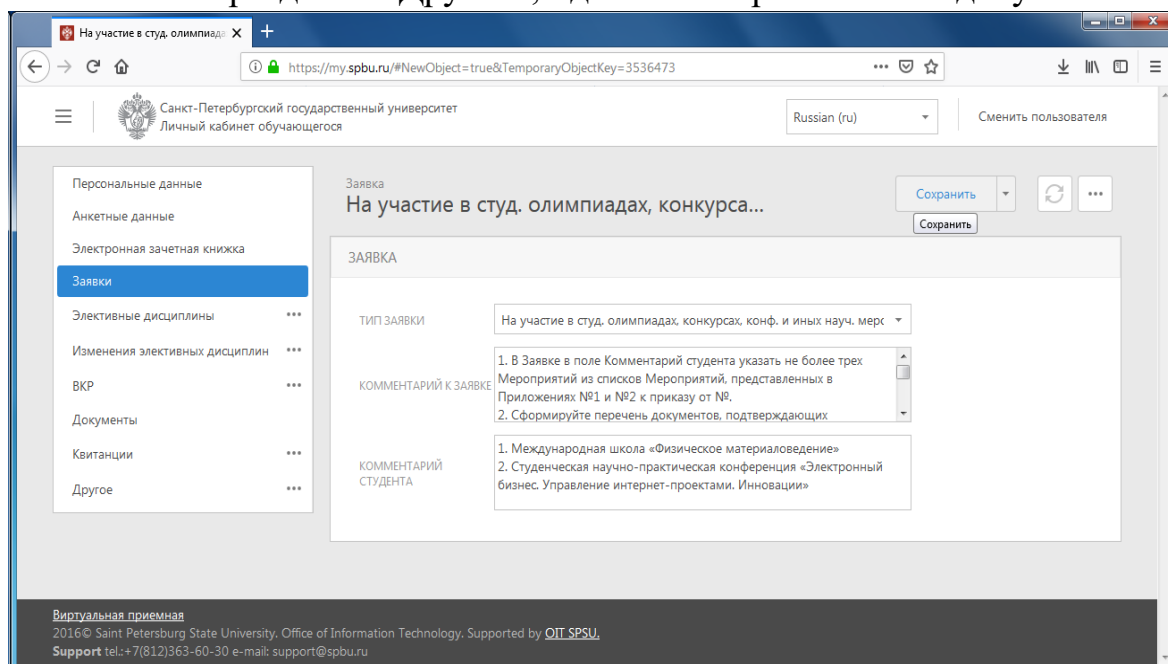 На участие в студ. олимпиада
https://my.spbu.ru/#NewObject=true&TemporaryObjectKey=3536473
Санкт-Петербургский государственный университет
Личный кабинет обучающегося
Russian (ru)
Сменить пользователя
Персональные данные
Анкетные данные
Электронная зачетная книжка
Заявки
Элективные дисциплины
Изменения элективных дисциплин
ВКР
Документы
Квитанции
Другое
Заявка
На участие в студ. олимпиадах, конкурса...
Сохранить
Сохранить
ЗАЯВКА
ТИП ЗАЯВКИ
На участие в студ. олимпиадах, конкурсах, конф. и иных науч. мерс
КОММЕНТАРИЙ К ЗАЯВКЕ
1. В Заявке в поле Комментарий студента указать не более трех
Мероприятий из списков Мероприятий, представленных в
Приложениях №1 и №2 к приказу от №.
2. Сформируйте перечень документов, подтверждающих
КОММЕНТАРИЙ
СТУДЕНТА
1. Международная школа «Физическое материаловедение»
2. Студенческая научно-практическая конференция «Электронный
бизнес. Управление интернет-проектами. Инновации»
Виртуальная приемная
2016© Saint Petersburg State University. Office of Information Technology. Supported by OIT SPSU.
Support tel.:+7(812)363-60-30 e-mail: support@spbu.ru